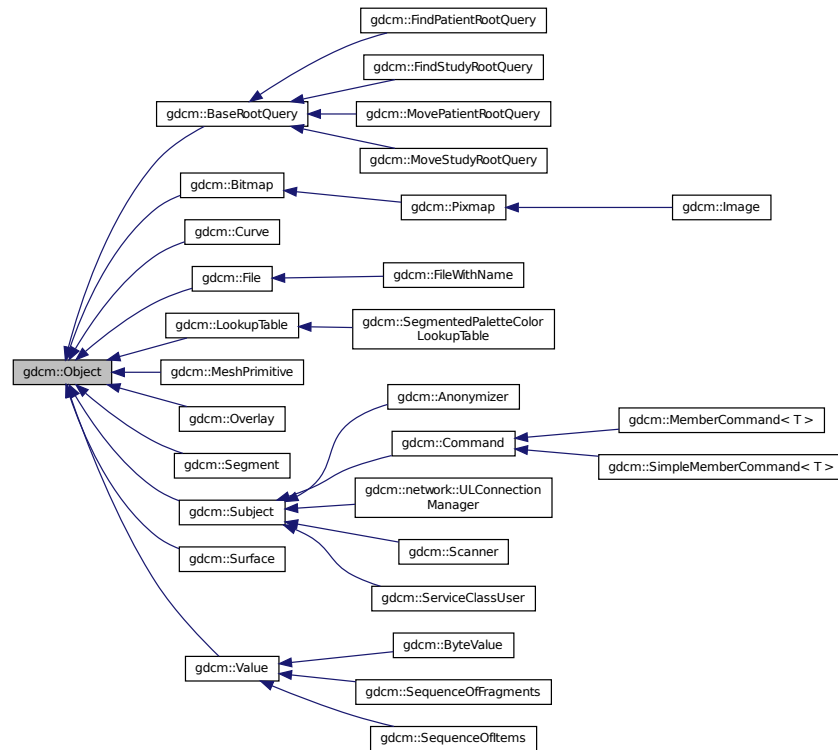 gdcm::FindPatientRootQuery
gdcm::FindStudyRootQuery
gdcm::BaseRootQuery
gdcm::MovePatientRootQuery
gdcm::MoveStudyRootQuery
gdcm::Bitmap
gdcm::Pixmap
gdcm::Image
gdcm::Curve
gdcm::File
gdcm::FileWithName
gdcm::LookupTable
gdcm::SegmentedPaletteColor
LookupTable
gdcm::Object
gdcm::MeshPrimitive
gdcm::Overlay
gdcm::Anonymizer
gdcm::MemberCommand< T >
gdcm::Command
gdcm::Segment
gdcm::SimpleMemberCommand< T >
gdcm::network::ULConnection
Manager
gdcm::Subject
gdcm::Scanner
gdcm::Surface
gdcm::ServiceClassUser
gdcm::ByteValue
gdcm::Value
gdcm::SequenceOfFragments
gdcm::SequenceOfItems